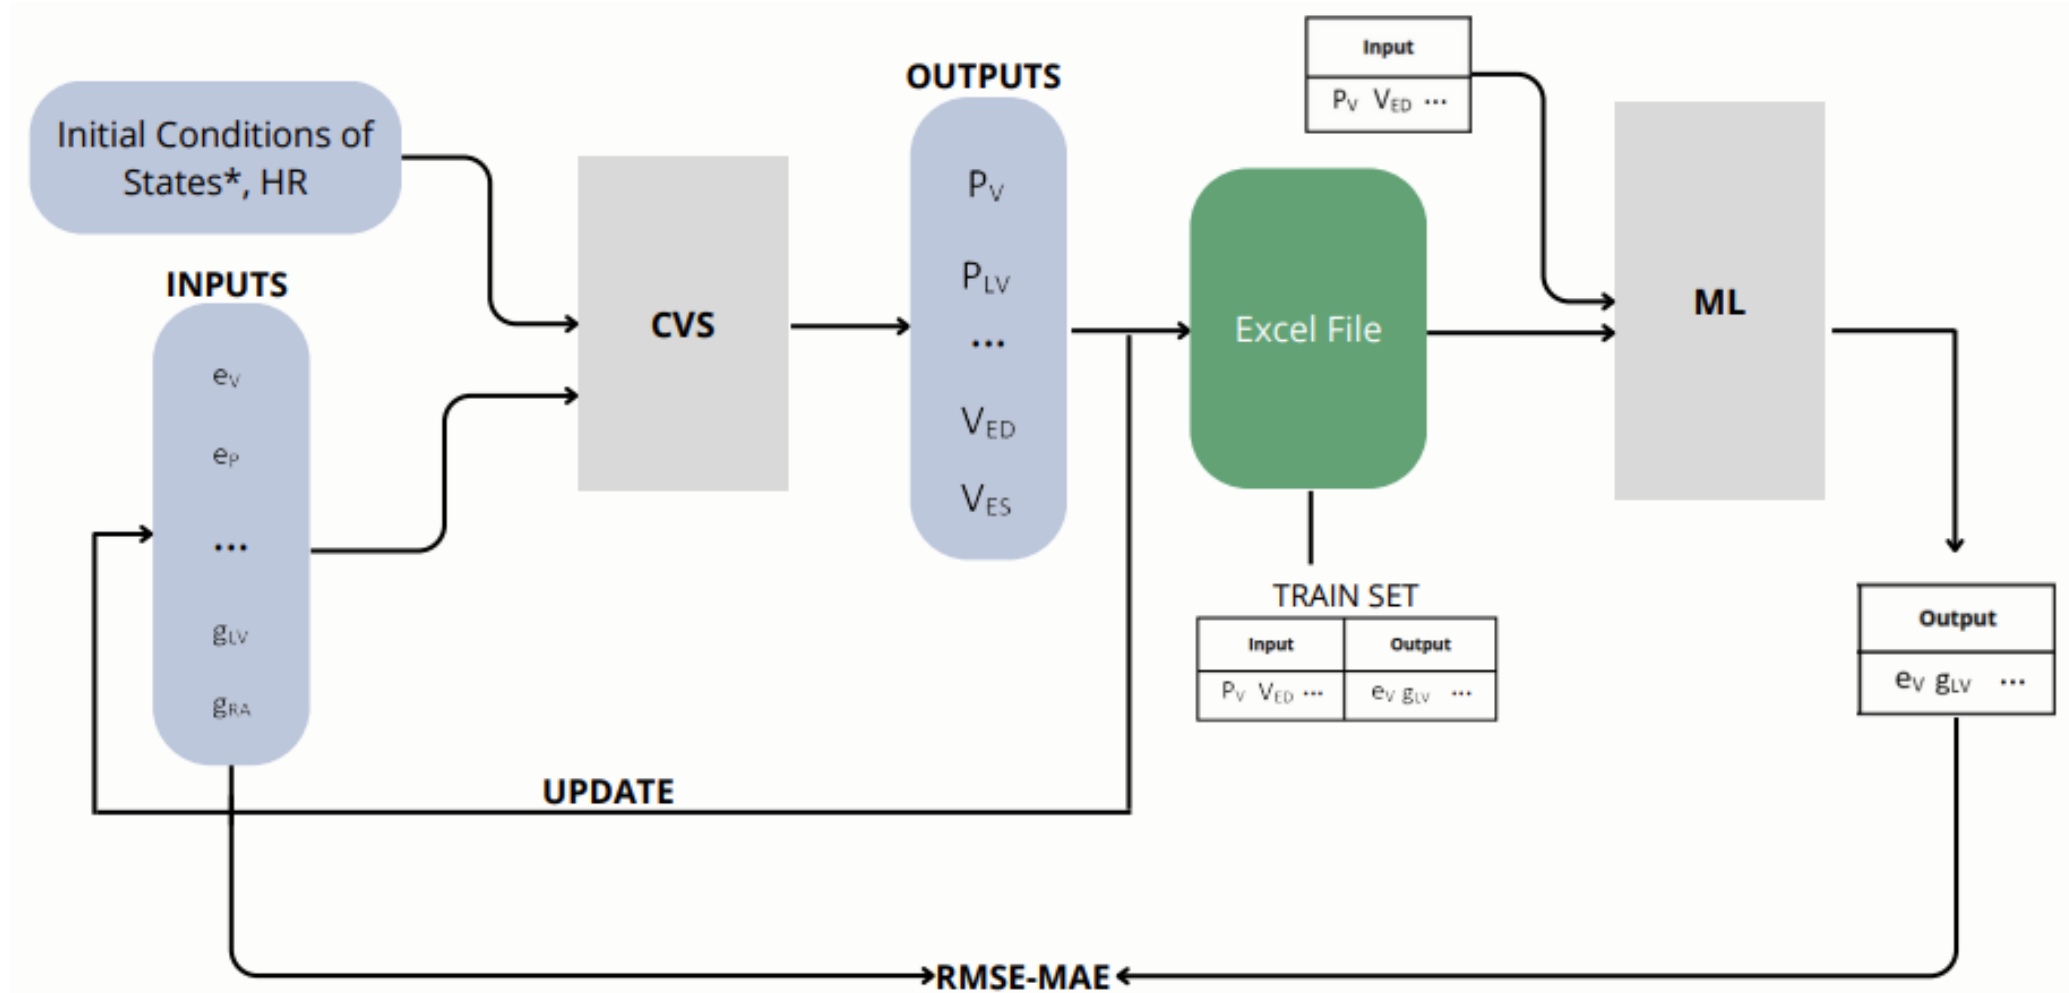 Initial Conditions of
States*, HR
INPUTS
eV
eP
...
gLV
gRA
CVS
OUTPUTS
PV
PLV
...
VED
VES
UPDATE
Excel File
TRAIN SET
Input Output
PV VED ... eV gLV ...
Input
PV VED ...
ML
Output
eV gLV ...
RMSE-MAE